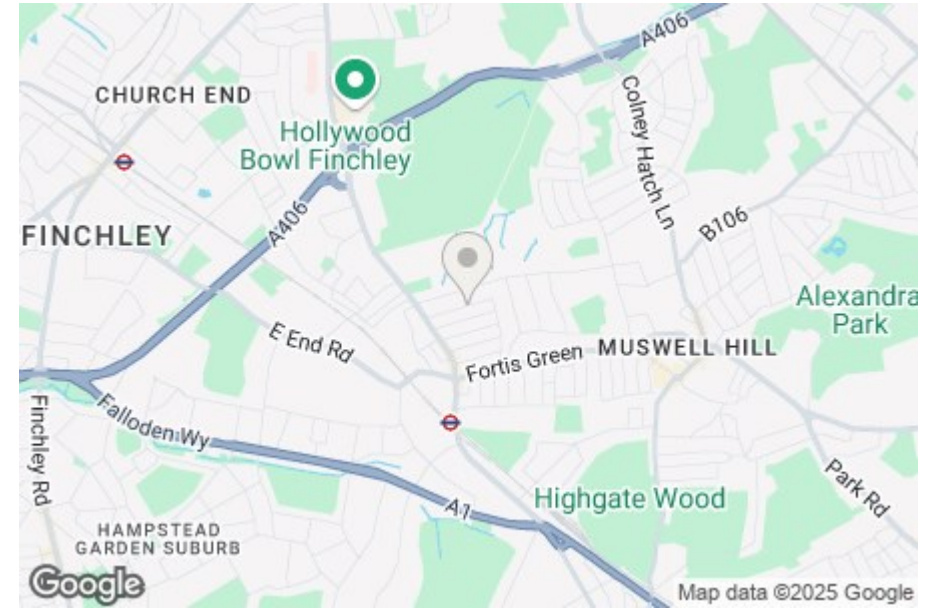 A406
CHURCH END
Colney Hatch Ln
Hollywood
Bowl Finchley
A406
FINCHLEY
B106
Alexandra
Park
E End Rd
Fortis Green
MUSWELL HILL
Finchley Rd
Falloden Wy
Park Rd
A1
Highgate Wood
HAMPSTEAD
GARDEN SUBURB
Google
Map data ©2025 Google